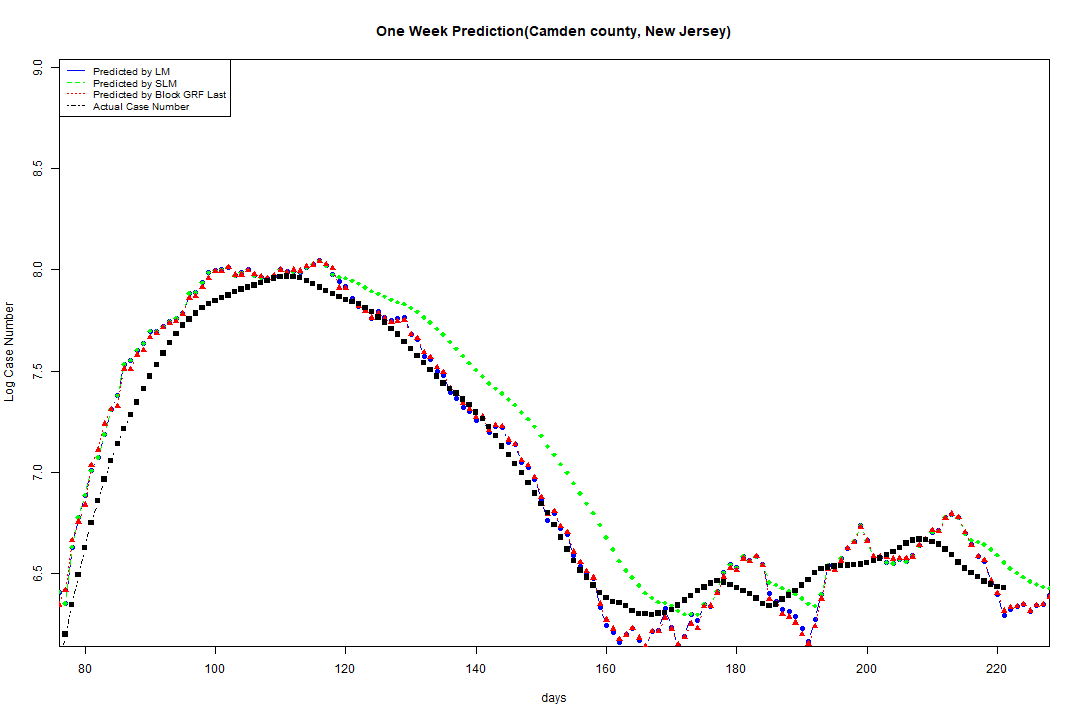 One Week Prediction(Camden county, New Jersey)
Predicted by LM
Predicted by SLM
Predicted by Block GRF Last
Actual Case Number
9.0
8.5
8.0
7.5
7.0
6.5
Log Case Number
80 100 120 140 160 180 200 220
days